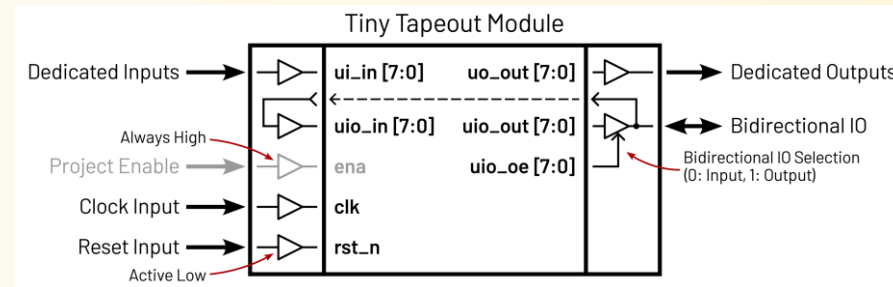 Tiny Tapeout Module
Dedicated Inputs
ui_in [7:0]
uo_out [7:0]
Dedicated Outputs
Always High
uio_in [7:0]
uio_out [7:0]
Bidirectional IO
Project Enable
ena
uio_oe [7:0]
Bidirectional IO Selection
(0: Input, 1: Output)
Clock Input
clk
Reset Input
rst_n
Active Low